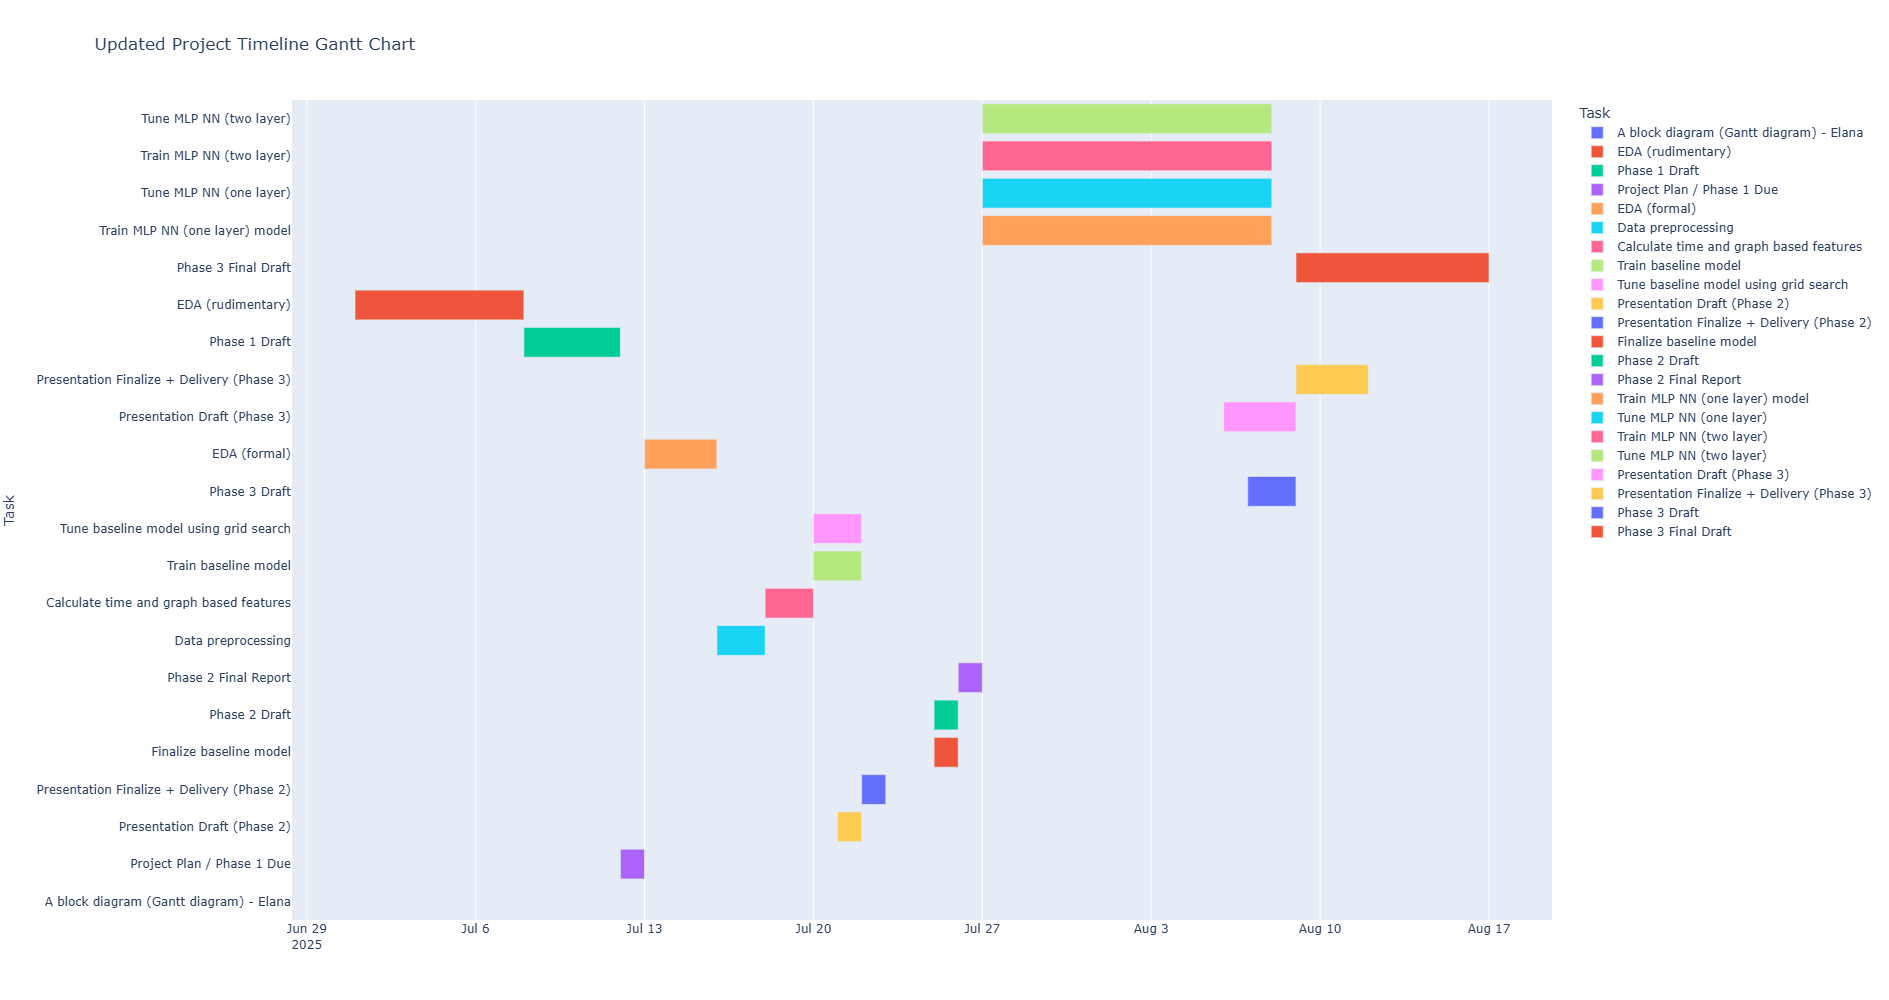 Updated Project Timeline Gantt Chart
Tune MLP NN (two layer)
Train MLP NN (two layer)
Tune MLP NN (one layer)
Train MLP NN (one layer) model
Phase 3 Final Draft
EDA (rudimentary)
Phase 1 Draft
Presentation Finalize + Delivery (Phase 3)
Presentation Draft (Phase 3)
EDA (formal)
Phase 3 Draft
Tune baseline model using grid search
Train baseline model
Calculate time and graph based features
Data preprocessing
Phase 2 Final Report
Phase 2 Draft
Finalize baseline model
Presentation Finalize + Delivery (Phase 2)
Presentation Draft (Phase 2)
Project Plan / Phase 1 Due
A block diagram (Gantt diagram) - Elana
Task
Jun 29
2025
Jul 6
Jul 13
Jul 20
Jul 27
Aug 3
Aug 10
Aug 17
Task
A block diagram (Gantt diagram) - Elana
EDA (rudimentary)
Phase 1 Draft
Project Plan / Phase 1 Due
EDA (formal)
Data preprocessing
Calculate time and graph based features
Train baseline model
Tune baseline model using grid search
Presentation Draft (Phase 2)
Presentation Finalize + Delivery (Phase 2)
Finalize baseline model
Phase 2 Draft
Phase 2 Final Report
Train MLP NN (one layer) model
Tune MLP NN (one layer)
Train MLP NN (two layer)
Tune MLP NN (two layer)
Presentation Draft (Phase 3)
Presentation Finalize + Delivery (Phase 3)
Phase 3 Draft
Phase 3 Final Draft